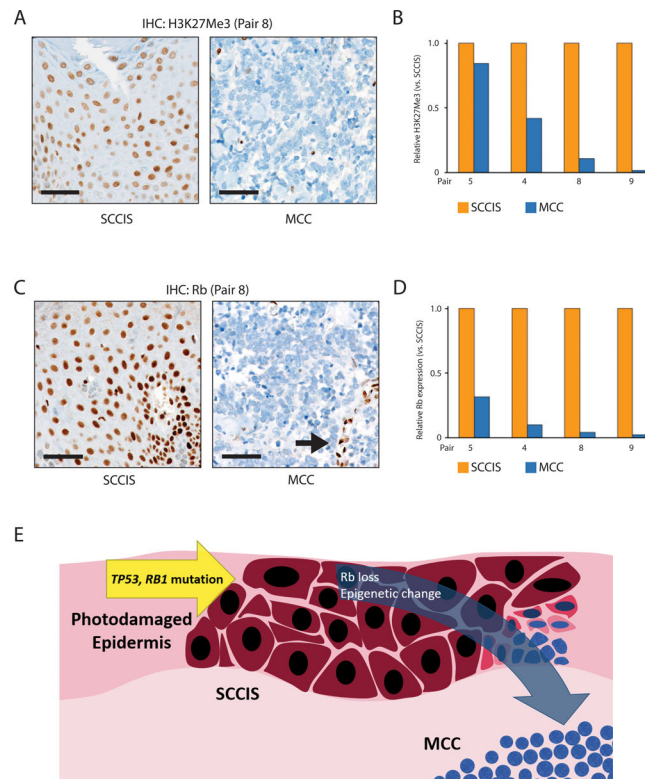 A
IHC: H3K27Me3 (Pair 8)
SCCIS
MCC
B
Relative H3K27Me3 (vs. SCCIS)
1.0
0.5
0
Pair 5 4 8 9
SCCIS MCC
C
IHC: Rb (Pair 8)
SCCIS
MCC
D
Relative Rb expression (vs. SCCIS)
1.0
0.5
0
Pair 5 4 8 9
SCCIS MCC
E
TP53, RB1 mutation
Rb loss
Epigenetic change
Photodamaged
Epidermis
SCCIS
MCC